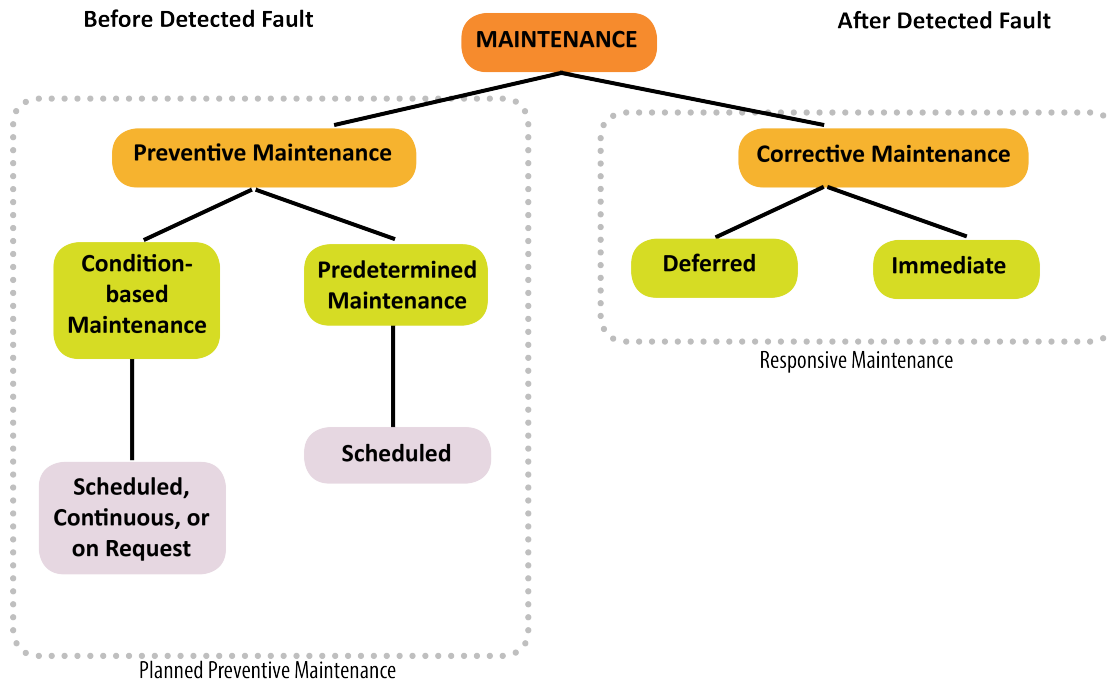 Before Detected Fault
MAINTENANCE
After Detected Fault
Preventive Maintenance
Corrective Maintenance
Condition-
based
Maintenance
Predetermined
Maintenance
Deferred
Immediate
Responsive Maintenance
Scheduled,
Continuous, or
on Request
Scheduled
Planned Preventive Maintenance